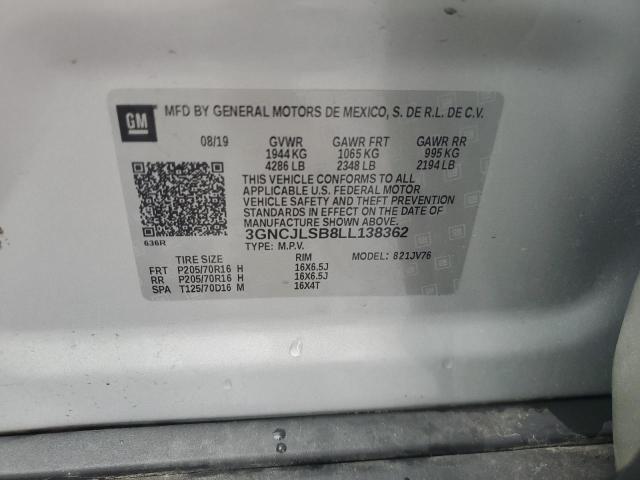 GM
MFD BY GENERAL MOTORS DE MEXICO, S. DE R.L. DE C.V.
08/19 GVWR GAWR FRT GAWR RR
1944 KG 1065 KG 995 KG
4286 LB 2348 LB 2194 LB
THIS VEHICLE CONFORMS TO ALL
APPLICABLE U.S. FEDERAL MOTOR
VEHICLE SAFETY AND THEFT PREVENTION
STANDARDS IN EFFECT ON THE DATE OF
MANUFACTURE SHOWN ABOVE.
3GNCJLSB8LL138362
636R
TYPE: M.P.V. MODEL: 821JV76
TIRE SIZE RIM
FRT P205/70R16 H 16X6.5J
RR P205/70R16 H 16X6.5J
SPA T125/70D16 M 16X4T